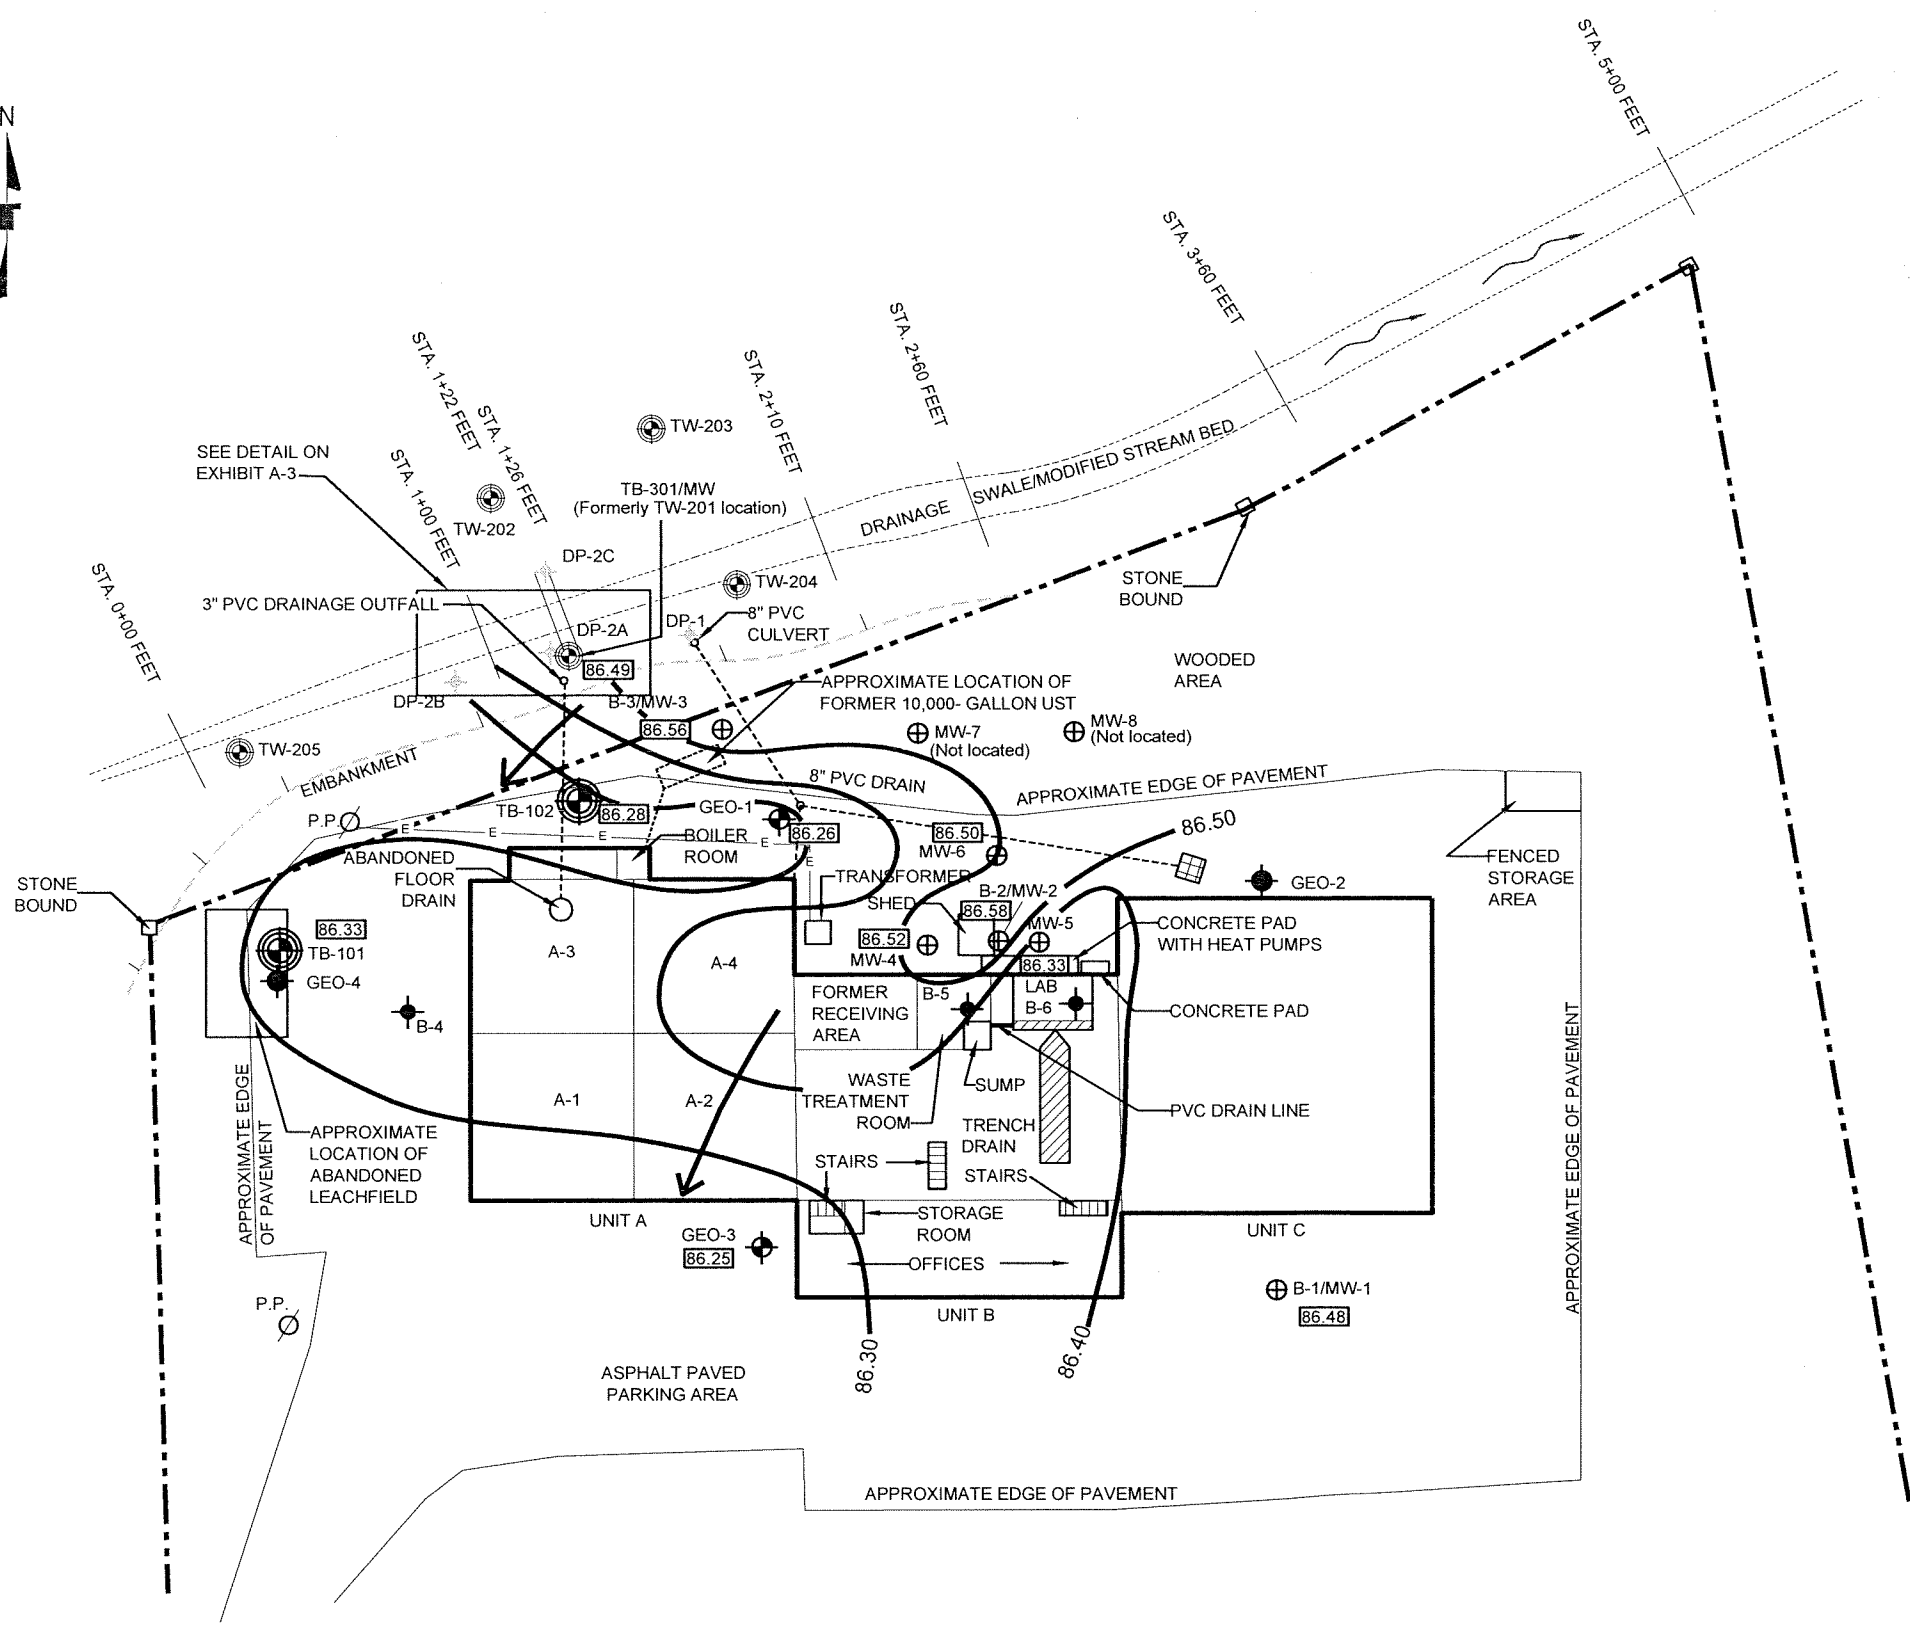 N
STA. 5+00 FEET
STA. 3+60 FEET
STA. 2+60 FEET
STA. 2+10 FEET
STA. 1+22 FEET
STA. 1+26 FEET
STA. 1+00 FEET
STA. 0+00 FEET
TW-203
SEE DETAIL ON
EXHIBIT A-3
TW-202
TB-301/MW
(Formerly TW-201 location)
DRAINAGE SWALE/MODIFIED STREAM BED
DP-2C
TW-204
3" PVC DRAINAGE OUTFALL
DP-2A
DP-1
8" PVC
CULVERT
STONE
BOUND
86.49
DP-2B
B-3/MW-3
86.56
APPROXIMATE LOCATION OF
FORMER 10,000- GALLON UST
WOODED
AREA
MW-7
(Not located)
MW-8
(Not located)
TW-205
EMBANKMENT
8" PVC DRAIN
APPROXIMATE EDGE OF PAVEMENT
TB-102
86.28
GEO-1
86.26
P.P.
E
E
E
E
E
BOILER
ROOM
86.50
MW-6
86.50
ABANDONED
FLOOR
DRAIN
TRANSFORMER
SHED
B-2/MW-2
86.58
MW-5
GEO-2
FENCED
STORAGE
AREA
STONE
BOUND
86.33
TB-101
GEO-4
B-4
A-3
A-4
86.52
MW-4
86.33
CONCRETE PAD
WITH HEAT PUMPS
FORMER
RECEIVING
AREA
B-5
LAB
B-6
CONCRETE PAD
A-1
A-2
WASTE
TREATMENT
ROOM
SUMP
PVC DRAIN LINE
TRENCH
DRAIN
APPROXIMATE EDGE
OF PAVEMENT
APPROXIMATE
LOCATION OF
ABANDONED
LEACHFIELD
STAIRS
STAIRS
STORAGE
ROOM
OFFICES
UNIT A
GEO-3
86.25
UNIT B
UNIT C
B-1/MW-1
86.48
APPROXIMATE EDGE OF PAVEMENT
P.P.
86.30
86.40
ASPHALT PAVED
PARKING AREA
APPROXIMATE EDGE OF PAVEMENT